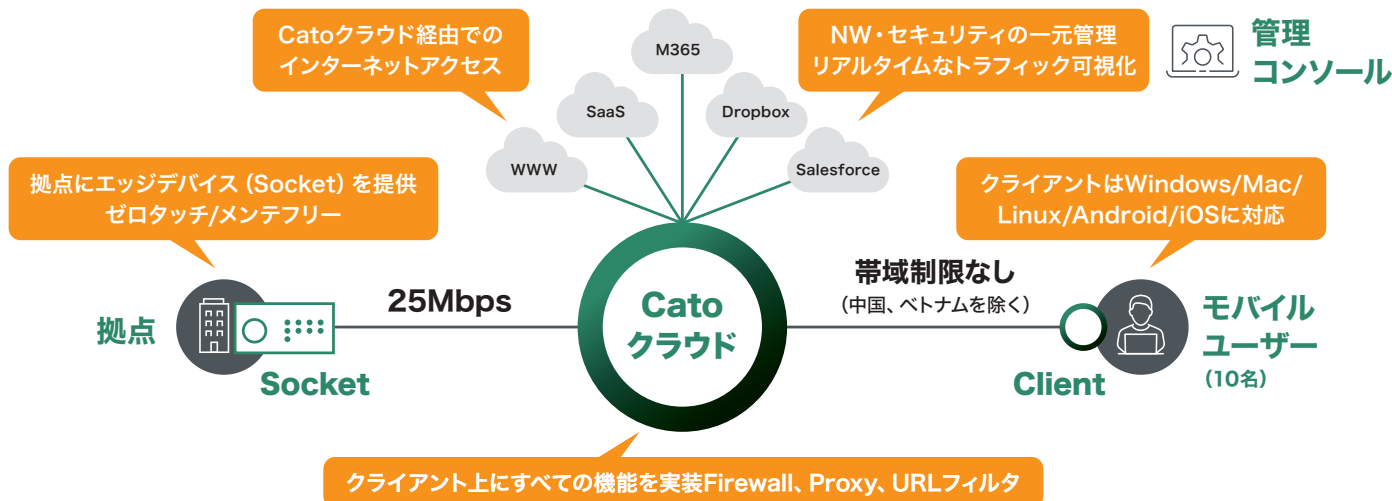 Catoクラウド経由での
インターネットアクセス
M365
NW・セキュリティの一元管理
リアルタイムなトラフィック可視化
管理
コンソール
SaaS
Dropbox
WWW
Salesforce
拠点にエッジデバイス（Socket）を提供
ゼロタッチ/メンテフリー
クライアントはWindows/Mac/
Linux/Android/iOSに対応
拠点
25Mbps
Socket
Cato
クラウド
帯域制限なし
（中国、ベトナムを除く）
Client
モバイル
ユーザー
（10名）
クライアント上にすべての機能を実装Firewall、Proxy、URLフィルタ